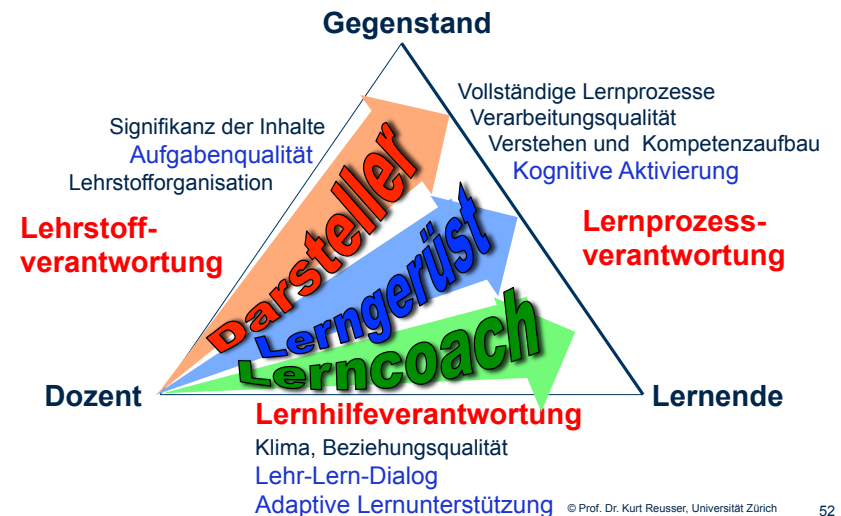 Gegenstand
Vollständige Lernprozesse
Verarbeitungsqualität
Verstehen und Kompetenzaufbau
Kognitive Aktivierung
Signifikanz der Inhalte
Aufgabenqualität
Lehrstofforganisation
Lehrstoff-
verantwortung
Lernprozess-
verantwortung
Darsteller
Lerngerüst
Lerncoach
Dozent
Lernende
Lernhilfeverantwortung
Klima, Beziehungsqualität
Lehr-Lern-Dialog
Adaptive Lernunterstützung
© Prof. Dr. Kurt Reusser, Universität Zürich
52